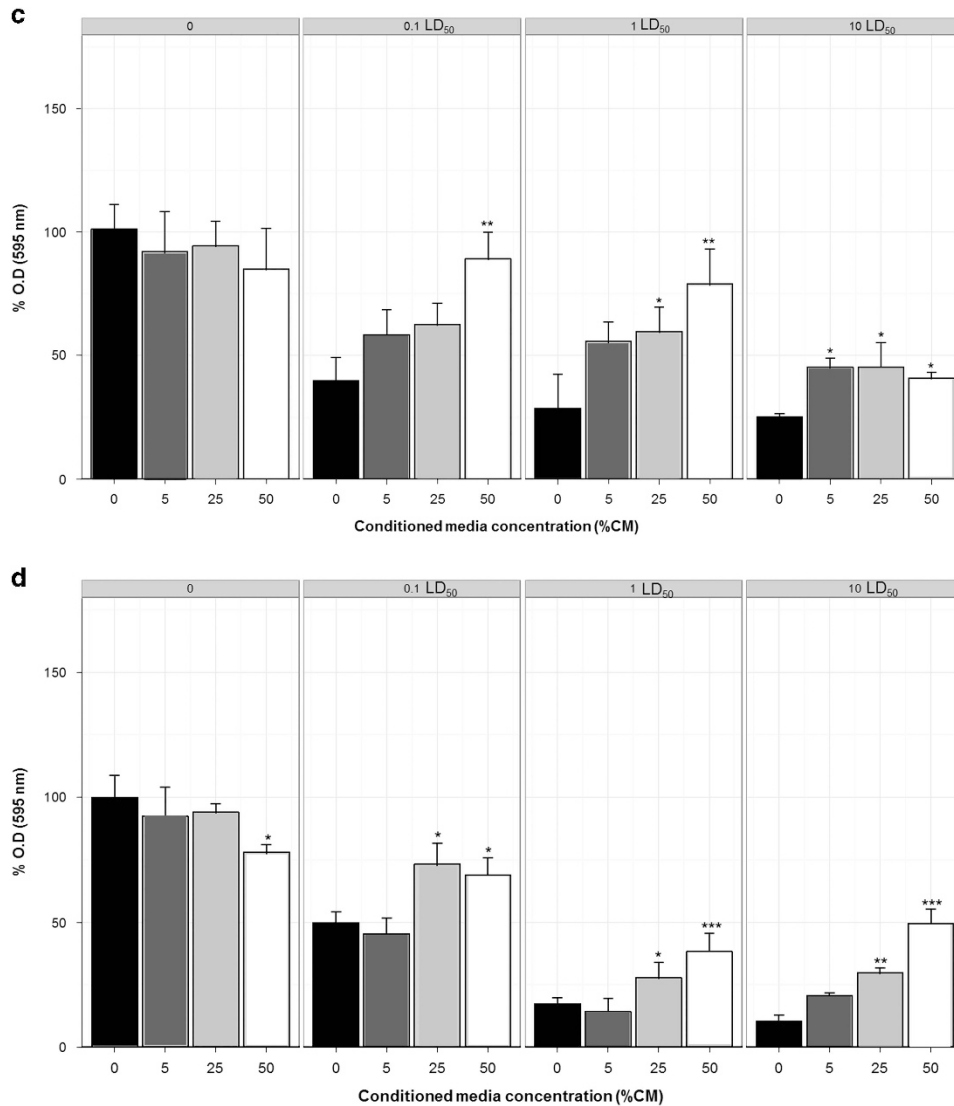 c
0 0.1 LD50 1 LD50 10 LD50
150
100
50
0
% O.D (595 nm)
** ** * * * *
0 5 25 50 0 5 25 50 0 5 25 50 0 5 25 50
Conditioned media concentration (%CM)
d
0 0.1 LD50 1 LD50 10 LD50
150
100
50
0
% O.D (595 nm)
* * * * *** ** ***
0 5 25 50 0 5 25 50 0 5 25 50 0 5 25 50
Conditioned media concentration (%CM)